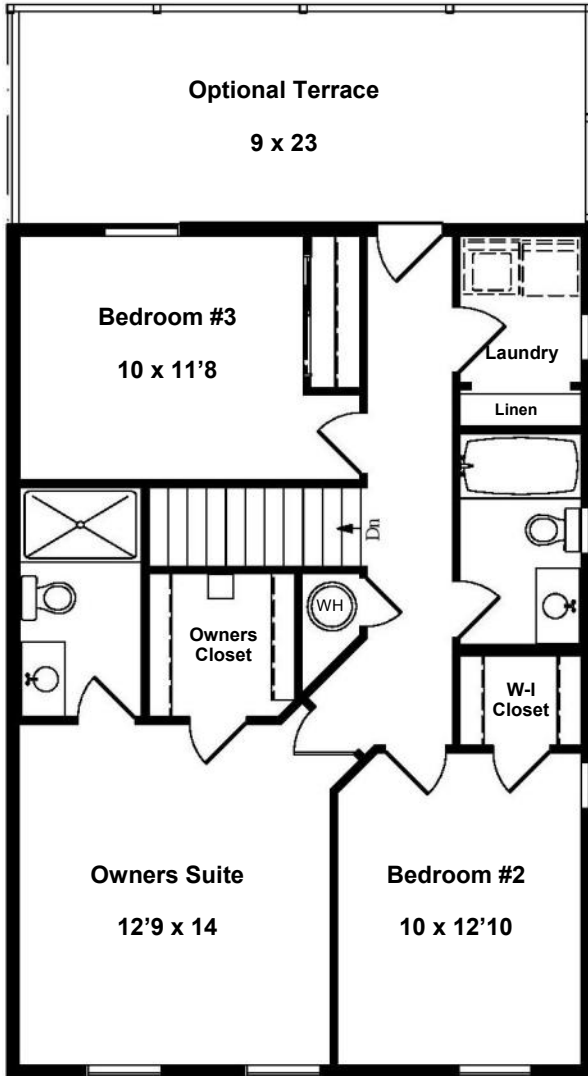 Optional Terrace
9 x 23
Bedroom #3
10 x 11’8
Laundry
Linen
Dn
WH
Owners
Closet
W-I
Closet
Owners Suite
12’9 x 14
Bedroom #2
10 x 12’10